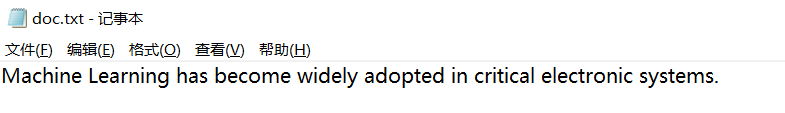 doc.txt - 记事本
文件(F) 编辑(E) 格式(O) 查看(V) 帮助(H)
Machine Learning has become widely adopted in critical electronic systems.